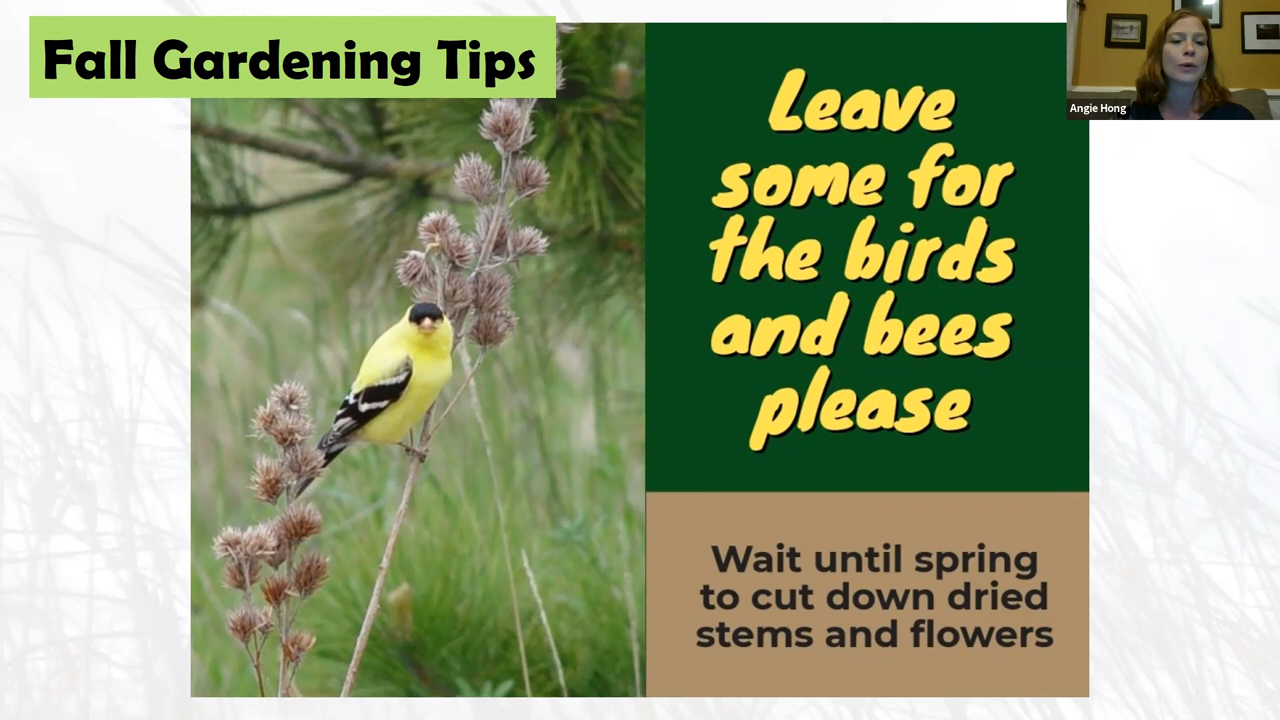 Fall Gardening Tips
Leave
some for
the birds
and bees
please
Wait until spring
to cut down dried
stems and flowers
Angie Hong